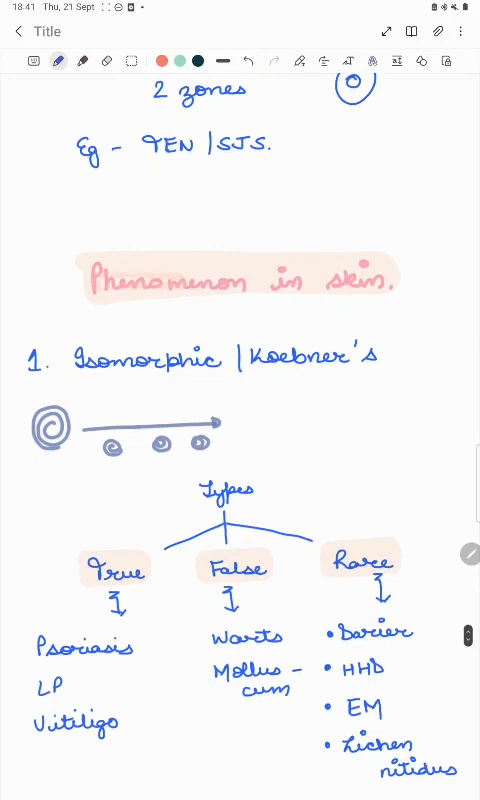 18:41 Thu, 21 Sept
Title
2 zones
Eg - TEN | SJS.
Phenomenon in skin.
1. Isomorphic | Koebner's
Types
True False Rare
Psoriasis
LP
Vitiligo
Warts
Mollus-
cum
• Darier
• HHD
• EM
• Lichen
nitidus